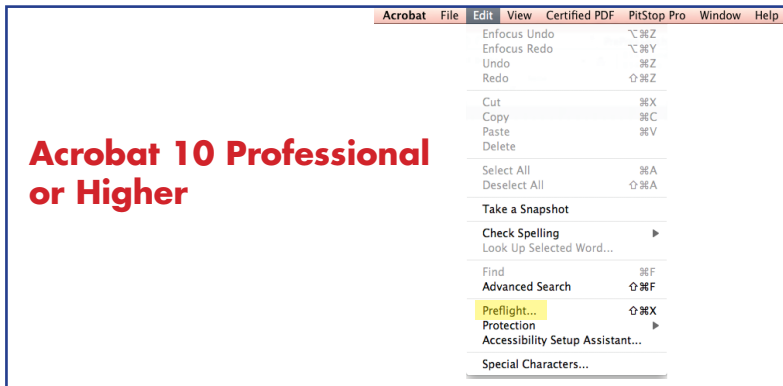 Acrobat File Edit View Certified PDF PitStop Pro Window Help
Enfocus Undo ⌥⌘Z
Enfocus Redo ⌥⌘Y
Undo ⌘Z
Redo ⇧⌘Z
Cut ⌘X
Copy ⌘C
Paste ⌘V
Delete
Select All ⌘A
Deselect All ⇧⌘A
Take a Snapshot
Check Spelling ▶
Look Up Selected Word...
Find ⌘F
Advanced Search ⇧⌘F
Preflight... ⇧⌘X
Protection ▶
Accessibility Setup Assistant...
Special Characters...
Acrobat 10 Professional
or Higher